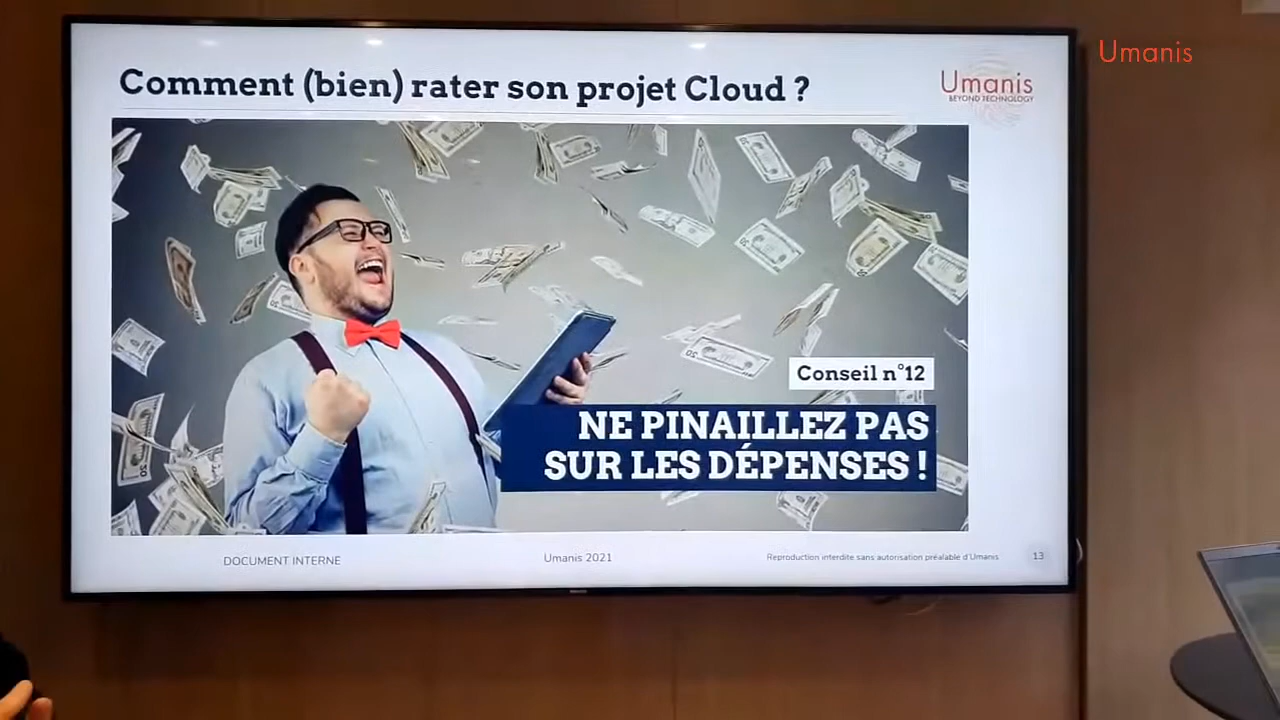 Comment (bien) rater son projet Cloud ?
Umanis
BEYOND TECHNOLOGY
Umanis
Conseil n°12
NE PINAILLEZ PAS
SUR LES DÉPENSES !
DOCUMENT INTERNE
Umanis 2021
Reproduction interdite sans autorisation préalable d'Umanis
13